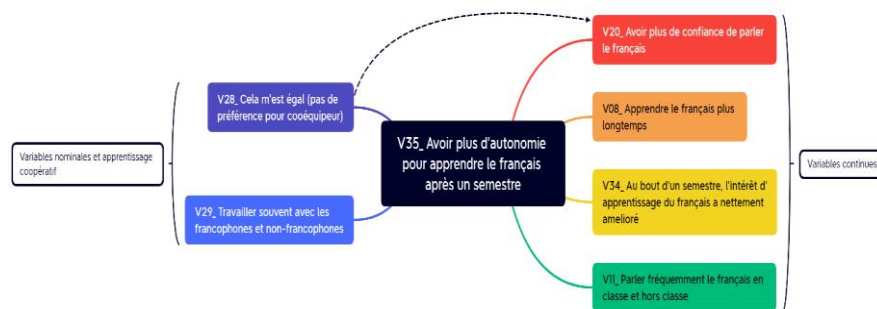 Variables nominales et apprentissage
coopératif
V28_ Cela m'est égal (pas de
préférence pour cooéquipeur)
V29_ Travailler souvent avec les
francophones et non-francophones
V35_ Avoir plus d'autonomie
pour apprendre le français
après un semestre
V20_ Avoir plus de confiance de parler
le français
V08_ Apprendre le français plus
longtemps
V34_ Au bout d'un semestre, l'intérêt d'
apprentissage du français a nettement
amelioré
V11_ Parler fréquemment le français en
classe et hors classe
Variables continues